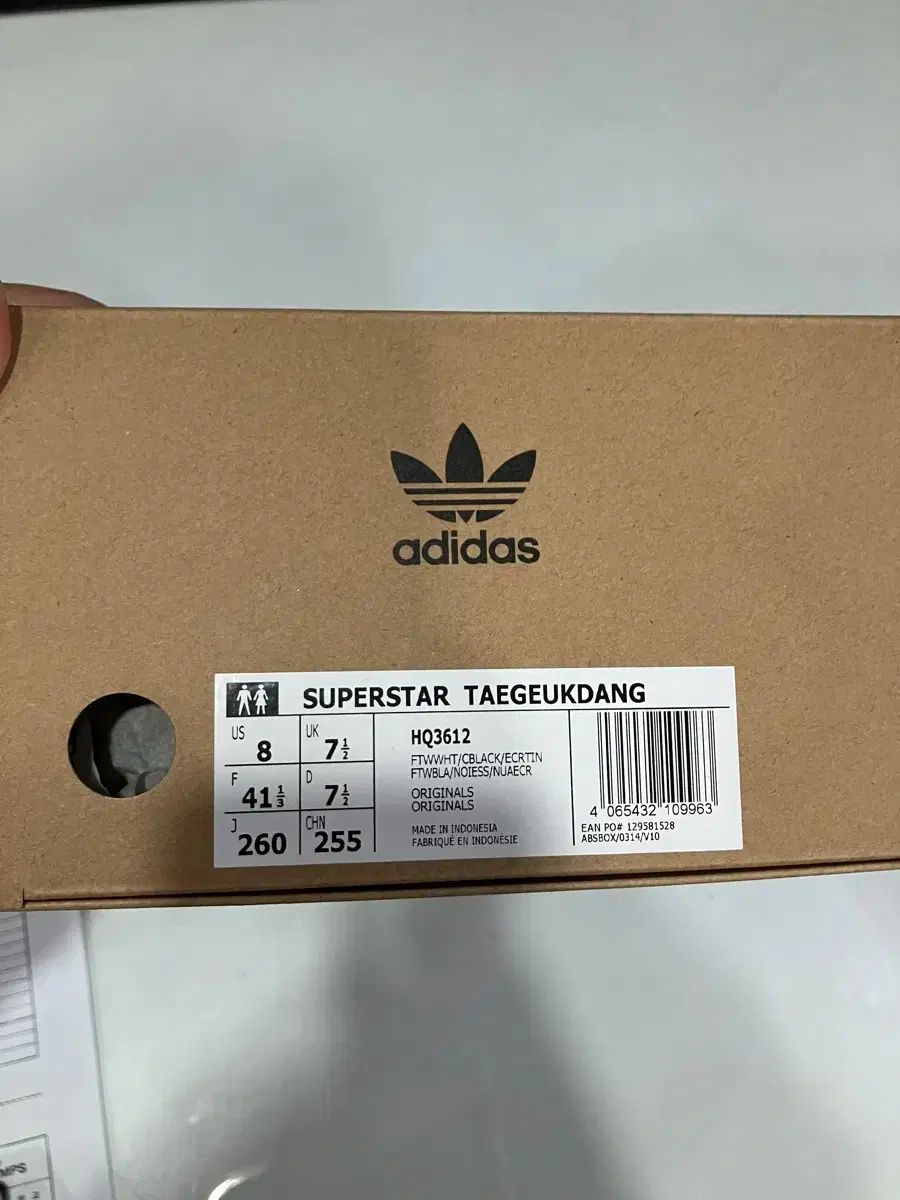 adidas
SUPERSTAR TAEGEUKDANG
US
8
UK
7½
F
41⅓
D
7½
J
260
CHN
255
HQ3612
FTWWHT/CBLACK/ECRTIN
FTWBLA/NOIESS/NUAECR
ORIGINALS
ORIGINALS
MADE IN INDONESIA
FABRIQUÉ EN INDONÉSIE
4 065432 109963
EAN PO# 129581528
ABSBOX/0314/V10